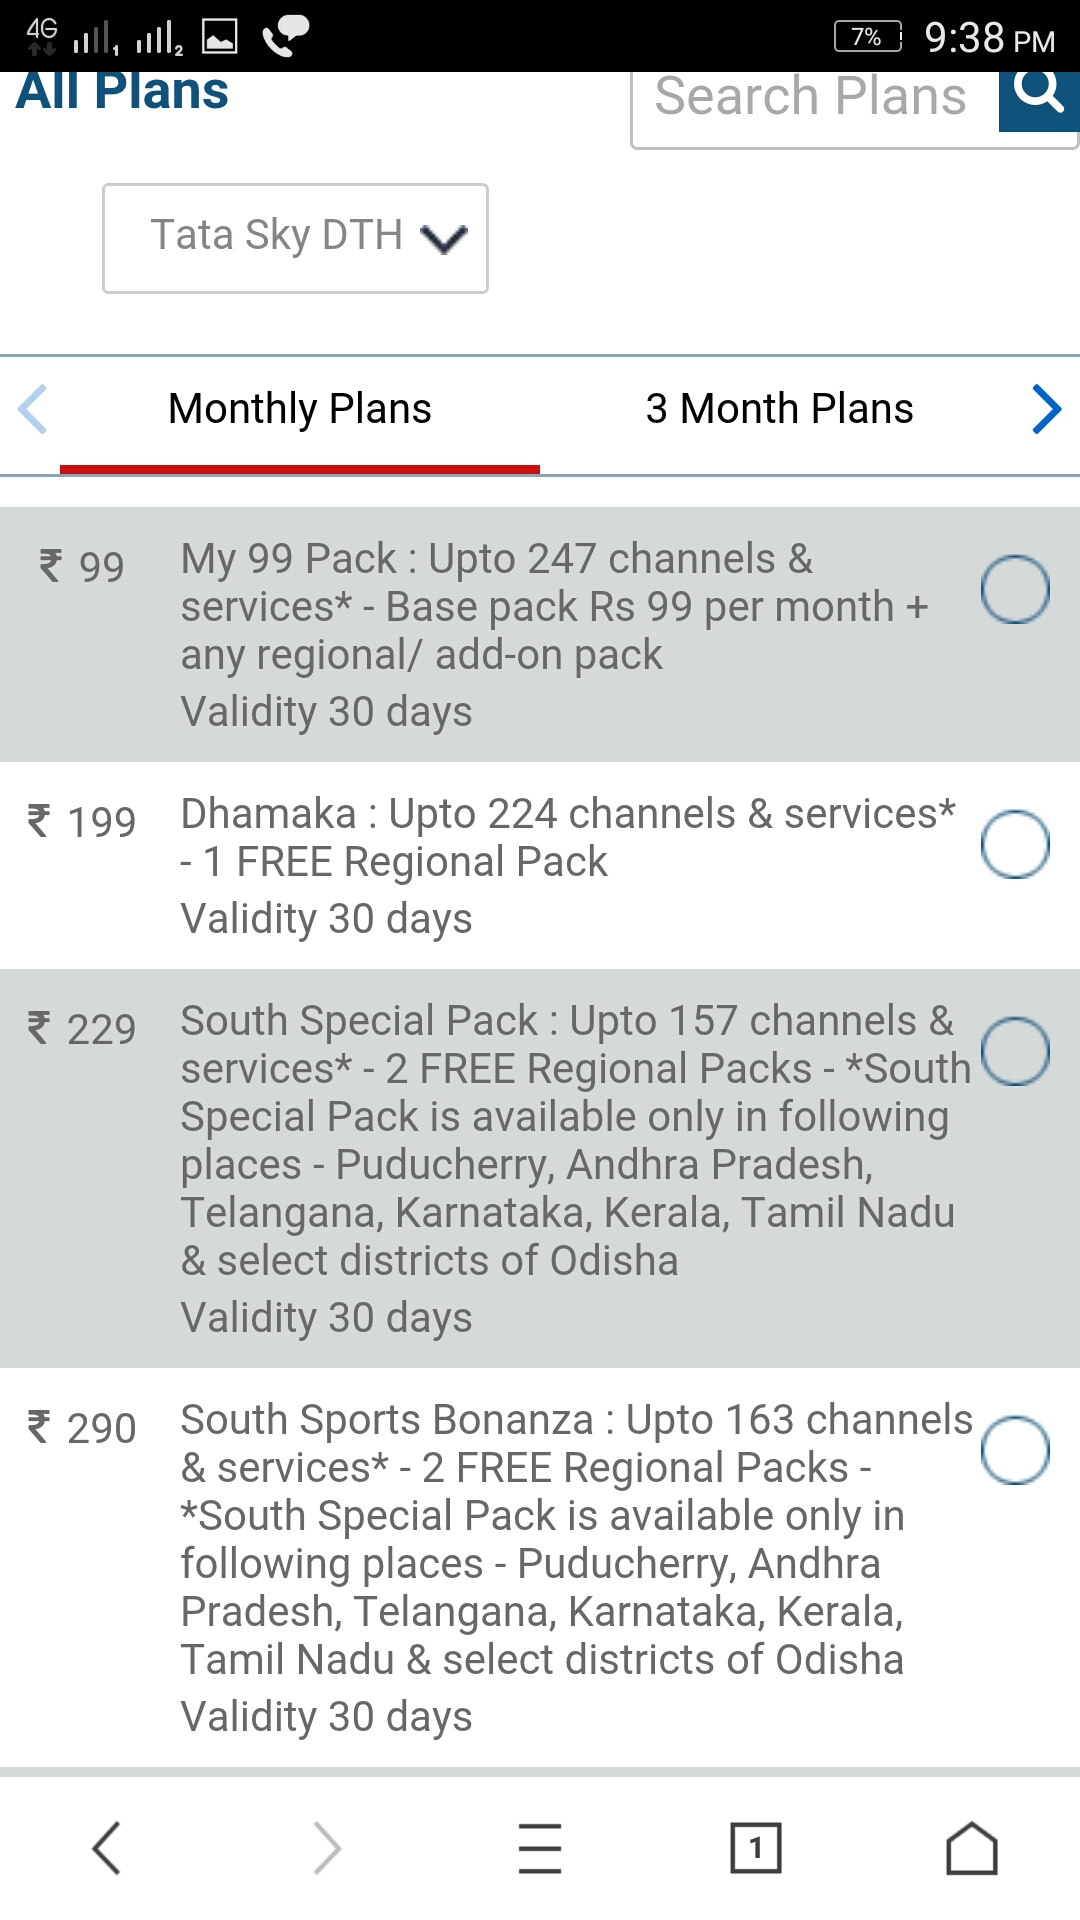 4G 1 2 7% 9:38 PM
All Plans
Search Plans
Tata Sky DTH
Monthly Plans
3 Month Plans
₹ 99
My 99 Pack : Upto 247 channels &
services* - Base pack Rs 99 per month +
any regional/ add-on pack
Validity 30 days
₹ 199
Dhamaka : Upto 224 channels & services*
- 1 FREE Regional Pack
Validity 30 days
₹ 229
South Special Pack : Upto 157 channels &
services* - 2 FREE Regional Packs - *South
Special Pack is available only in following
places - Puducherry, Andhra Pradesh,
Telangana, Karnataka, Kerala, Tamil Nadu
& select districts of Odisha
Validity 30 days
₹ 290
South Sports Bonanza : Upto 163 channels
& services* - 2 FREE Regional Packs -
*South Special Pack is available only in
following places - Puducherry, Andhra
Pradesh, Telangana, Karnataka, Kerala,
Tamil Nadu & select districts of Odisha
Validity 30 days
1